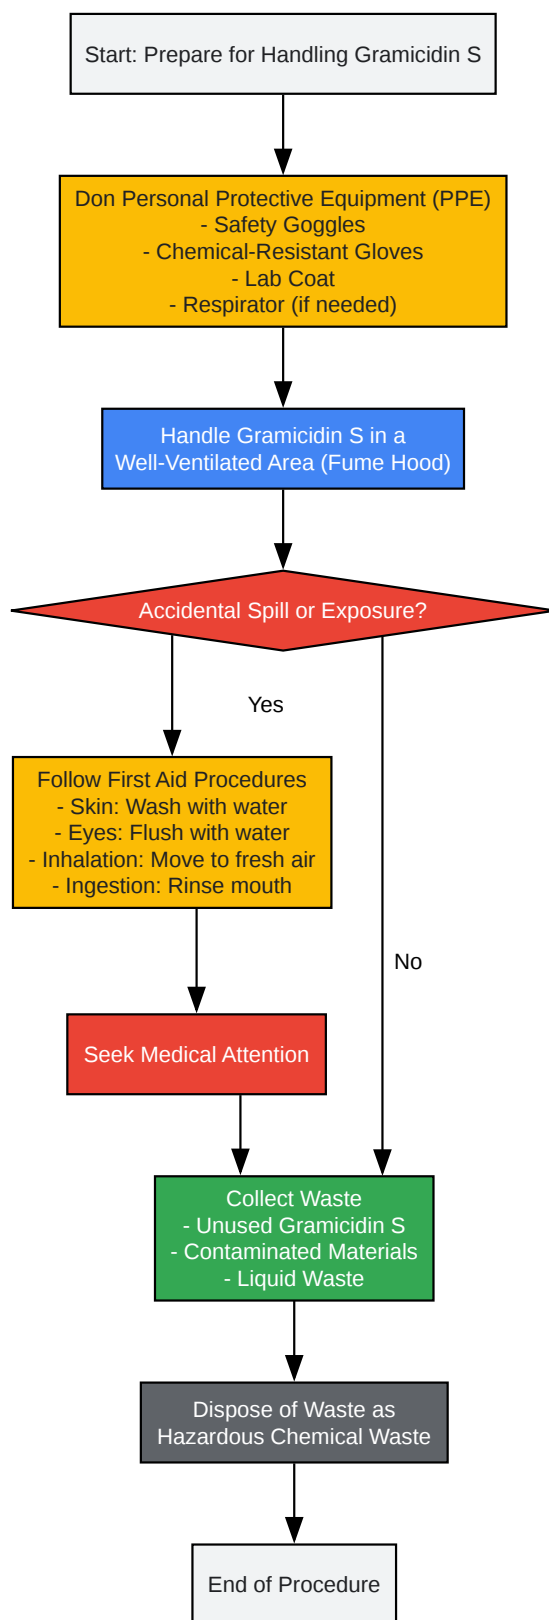 Start: Prepare for Handling Gramicidin S
Don Personal Protective Equipment (PPE)
- Safety Goggles
- Chemical-Resistant Gloves
- Lab Coat
- Respirator (if needed)
Handle Gramicidin S in a
Well-Ventilated Area (Fume Hood)
Accidental Spill or Exposure?
Yes
Follow First Aid Procedures
- Skin: Wash with water
- Eyes: Flush with water
- Inhalation: Move to fresh air
- Ingestion: Rinse mouth
No
Seek Medical Attention
Collect Waste
- Unused Gramicidin S
- Contaminated Materials
- Liquid Waste
Dispose of Waste as
Hazardous Chemical Waste
End of Procedure